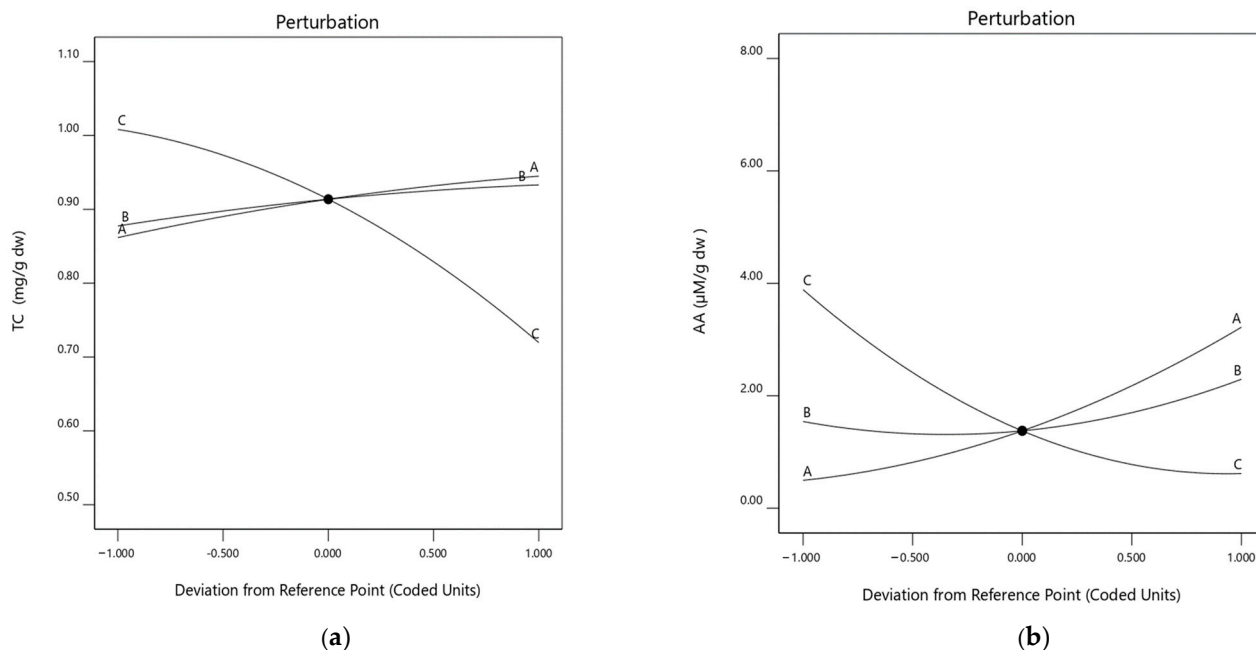 Perturbation
1.10
1.00
0.90
0.80
0.70
0.60
0.50
TC (mg/g dw)
C
B
A
A
B
C
−1.000
-0.500
0.000
0.500
1.000
Deviation from Reference Point (Coded Units)
(a)
Perturbation
8.00
6.00
4.00
2.00
0.00
AA (µM/g dw )
C
B
A
A
B
C
−1.000
−0.500
0.000
0.500
1.000
Deviation from Reference Point (Coded Units)
(b)